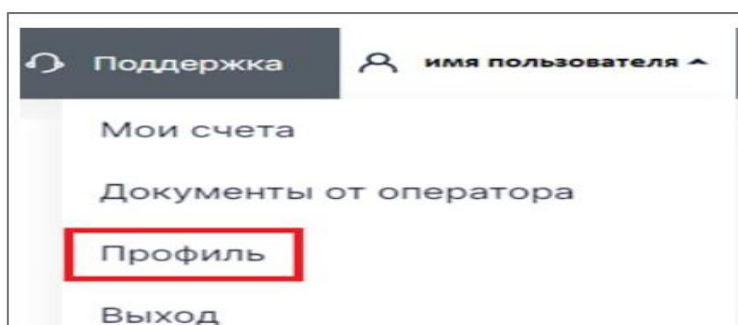 Поддержка имя пользователя
Мои счета
Документы от оператора
Профиль
Выход